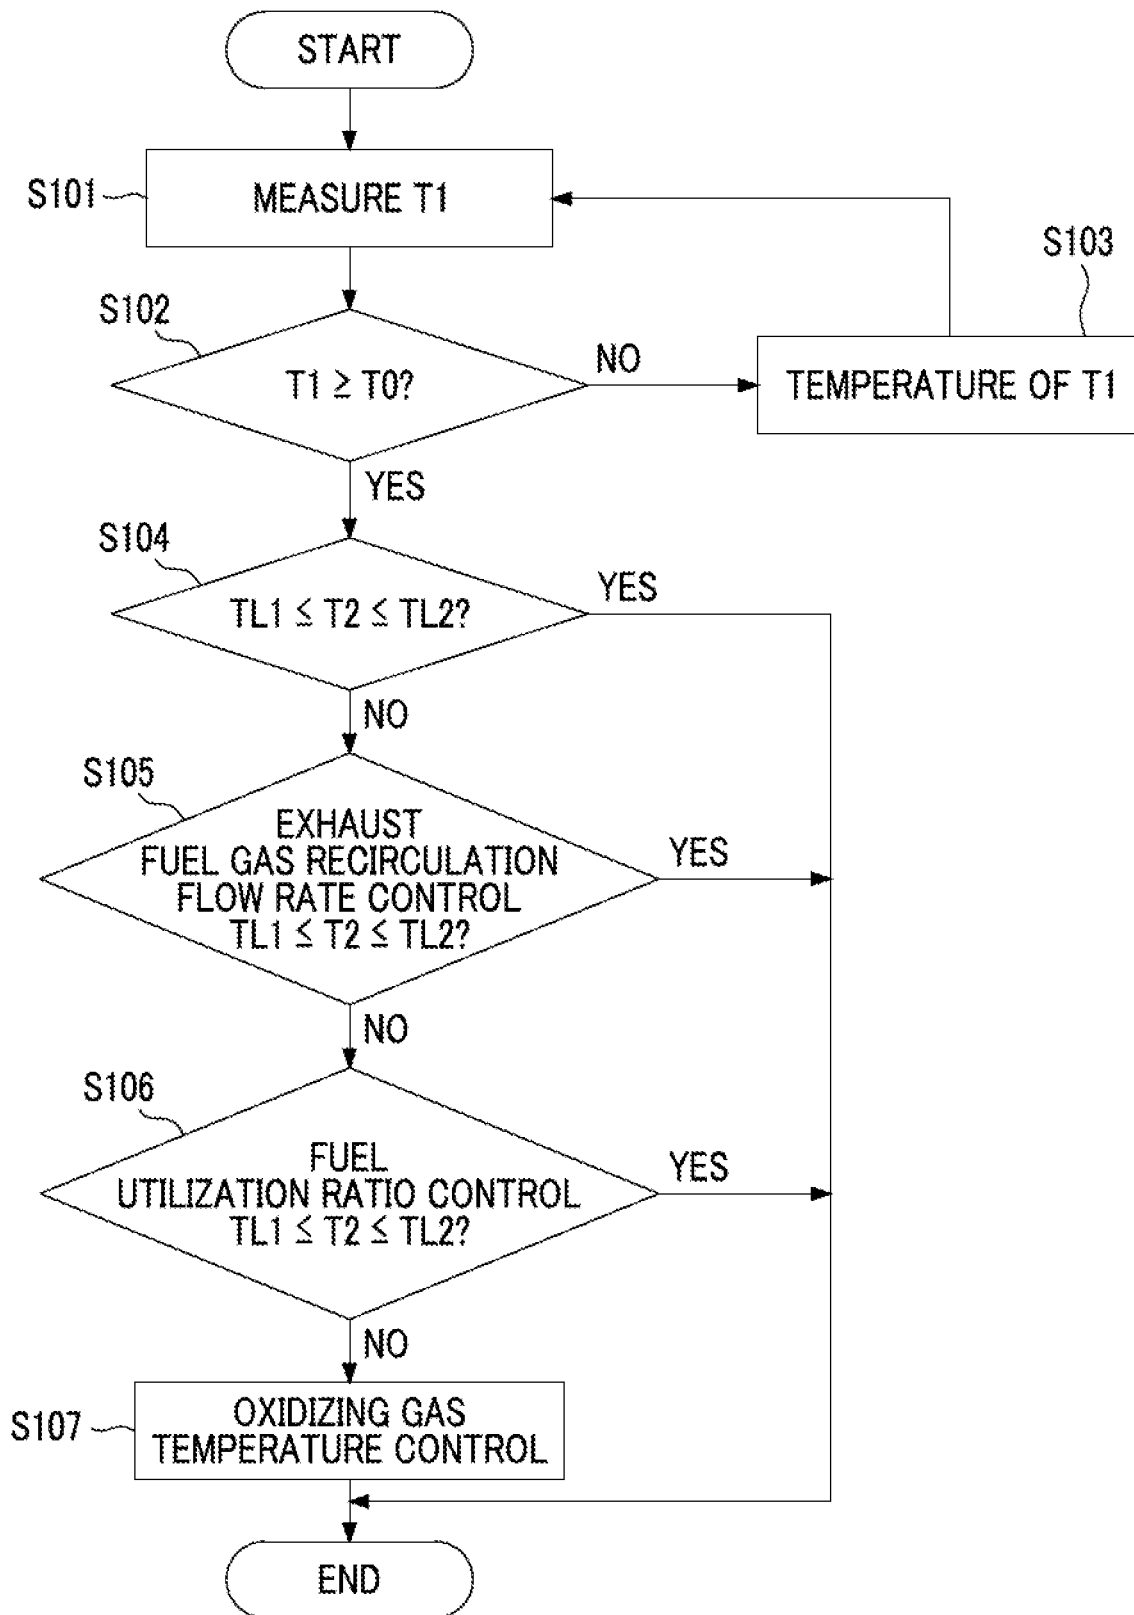 START
S101
MEASURE T1
S103
S102
T1 ≥ T0?
NO
TEMPERATURE OF T1
YES
S104
TL1 ≤ T2 ≤ TL2?
YES
NO
S105
EXHAUST
FUEL GAS RECIRCULATION
FLOW RATE CONTROL
TL1 ≤ T2 ≤ TL2?
YES
NO
S106
FUEL
UTILIZATION RATIO CONTROL
TL1 ≤ T2 ≤ TL2?
YES
NO
S107
OXIDIZING GAS
TEMPERATURE CONTROL
END